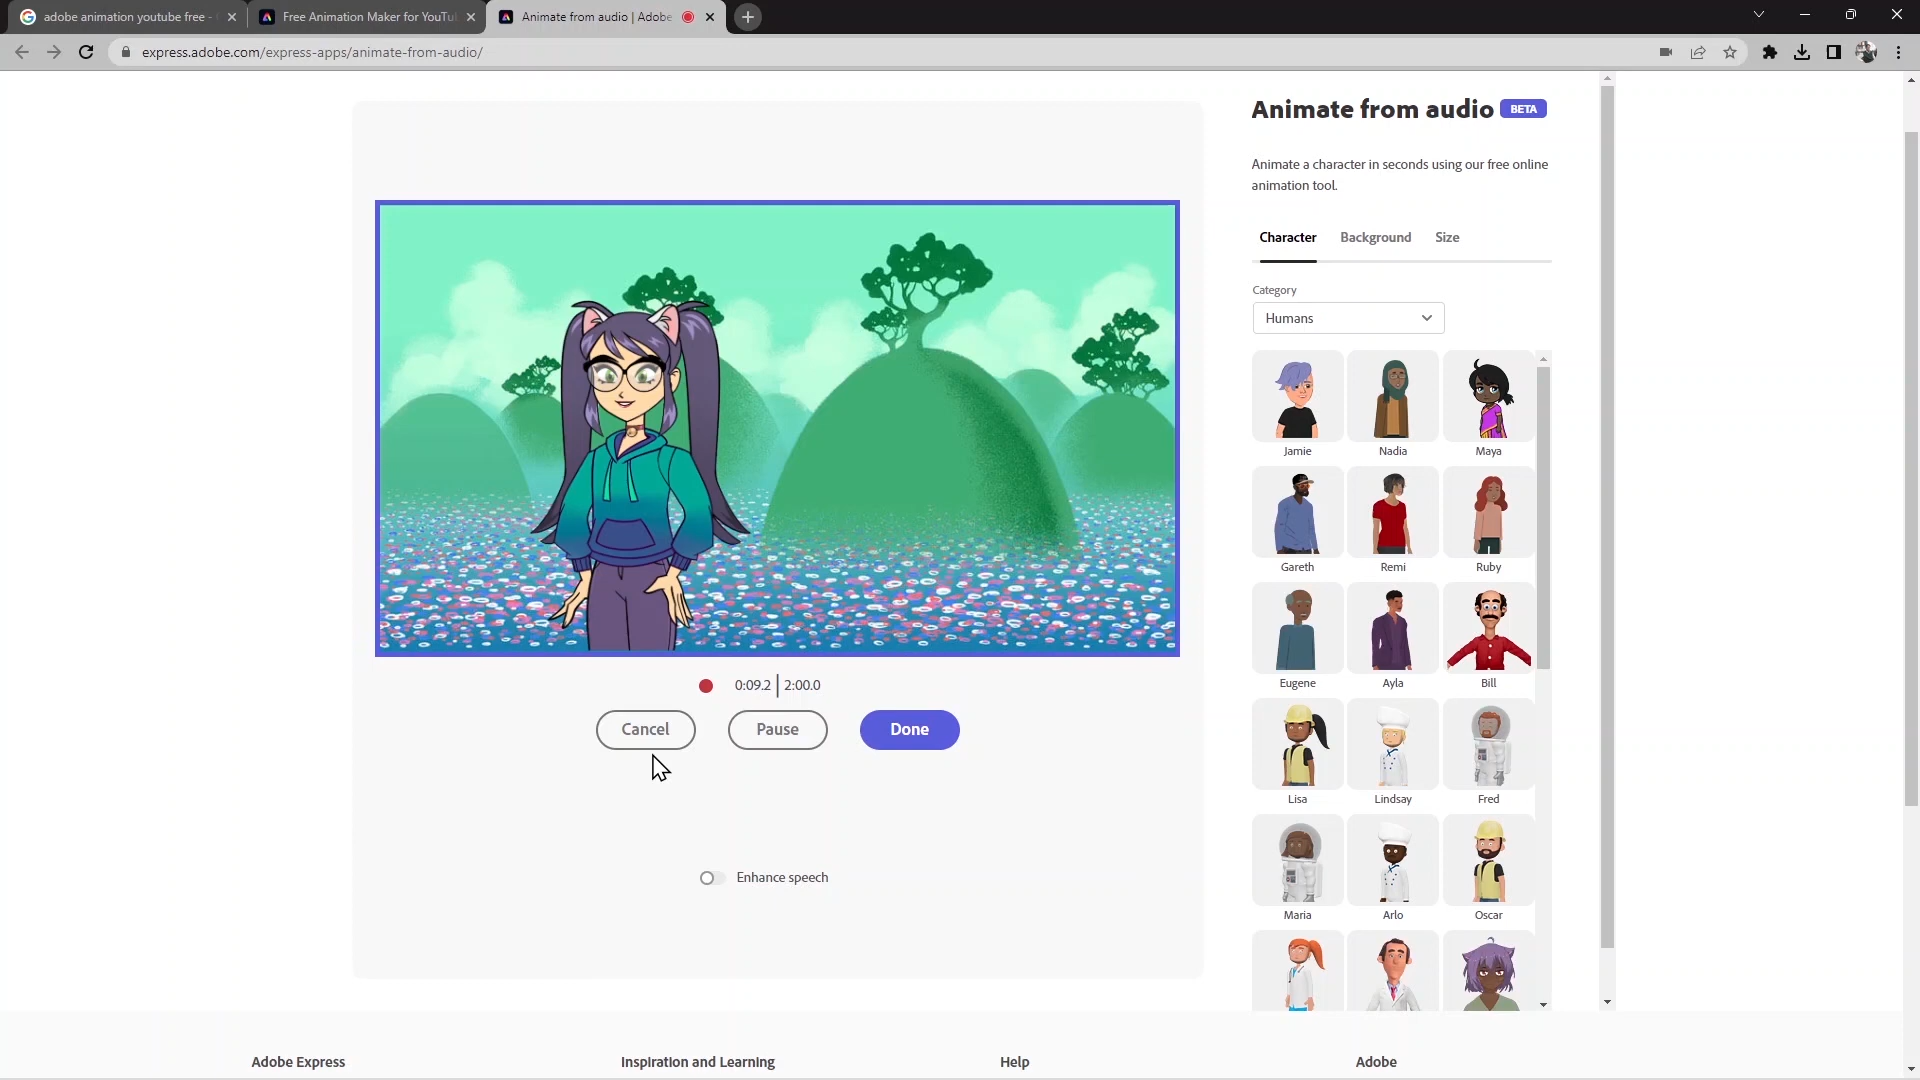 adobe animation youtube free -
Free Animation Maker for YouTu
Animate from audio | Adobe
express.adobe.com/express-apps/animate-from-audio/
Animate from audio BETA
Animate a character in seconds using our free online
animation tool.
Character Background Size
Category
Humans
Jamie Nadia Maya
Gareth Remi Ruby
Eugene Ayla Bill
Lisa Lindsay Fred
Maria Arlo Oscar
0:09.2 | 2:00.0
Cancel Pause Done
Enhance speech
Adobe Express Inspiration and Learning Help Adobe